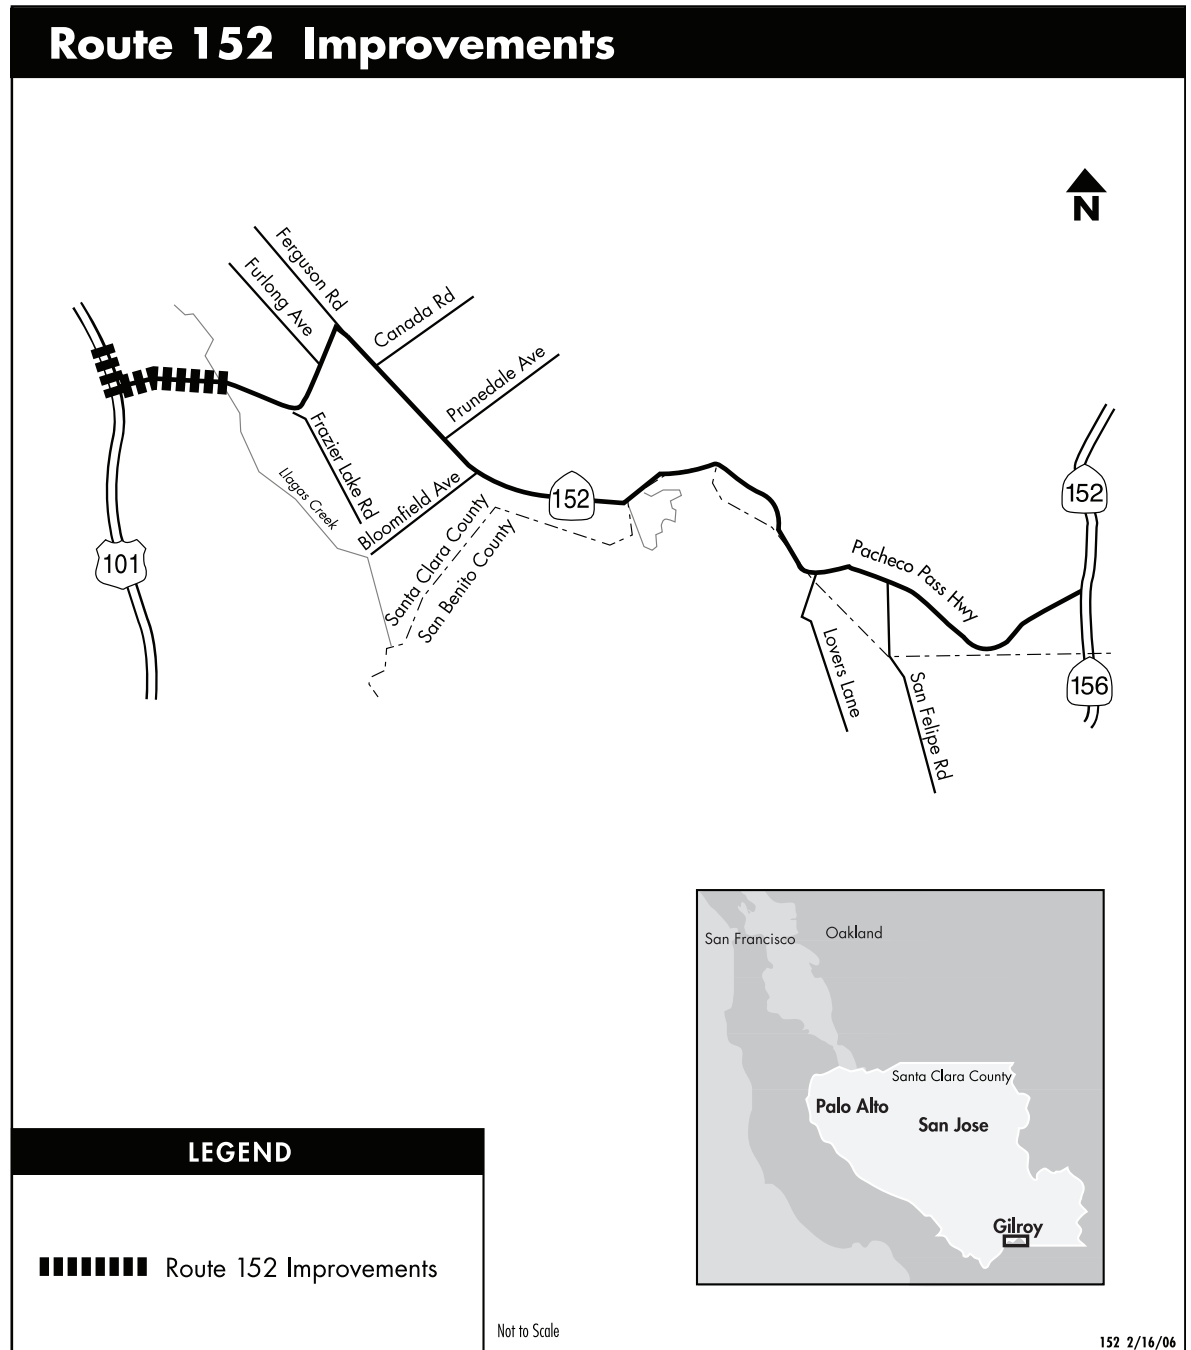 Route 152 Improvements
N
Ferguson Rd
Furlong Ave
Canada Rd
Prunedale Ave
Frazier Lake Rd
Llagas Creek
Bloomfield Ave
Santa Clara County
San Benito County
152
101
152
Pacheco Pass Hwy
Lovers Lane
San Felipe Rd
156
San Francisco
Oakland
Santa Clara County
Palo Alto
San Jose
Gilroy
LEGEND
Route 152 Improvements
Not to Scale
152 2/16/06